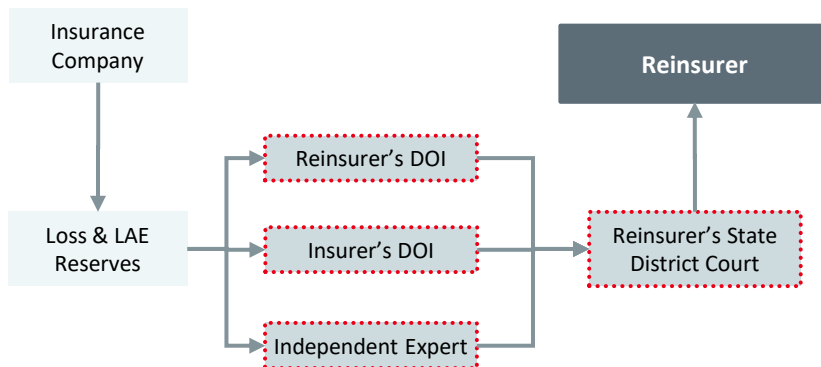 Insurance
Company
Reinsurer
Reinsurer’s DOI
Loss & LAE
Reserves
Insurer’s DOI
Reinsurer’s State
District Court
Independent Expert